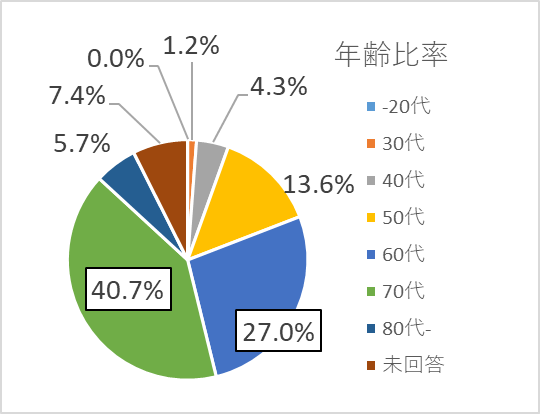 年齢比率
0.0%
1.2%
4.3%
7.4%
5.7%
13.6%
40.7%
27.0%
-20代
30代
40代
50代
60代
70代
80代-
未回答